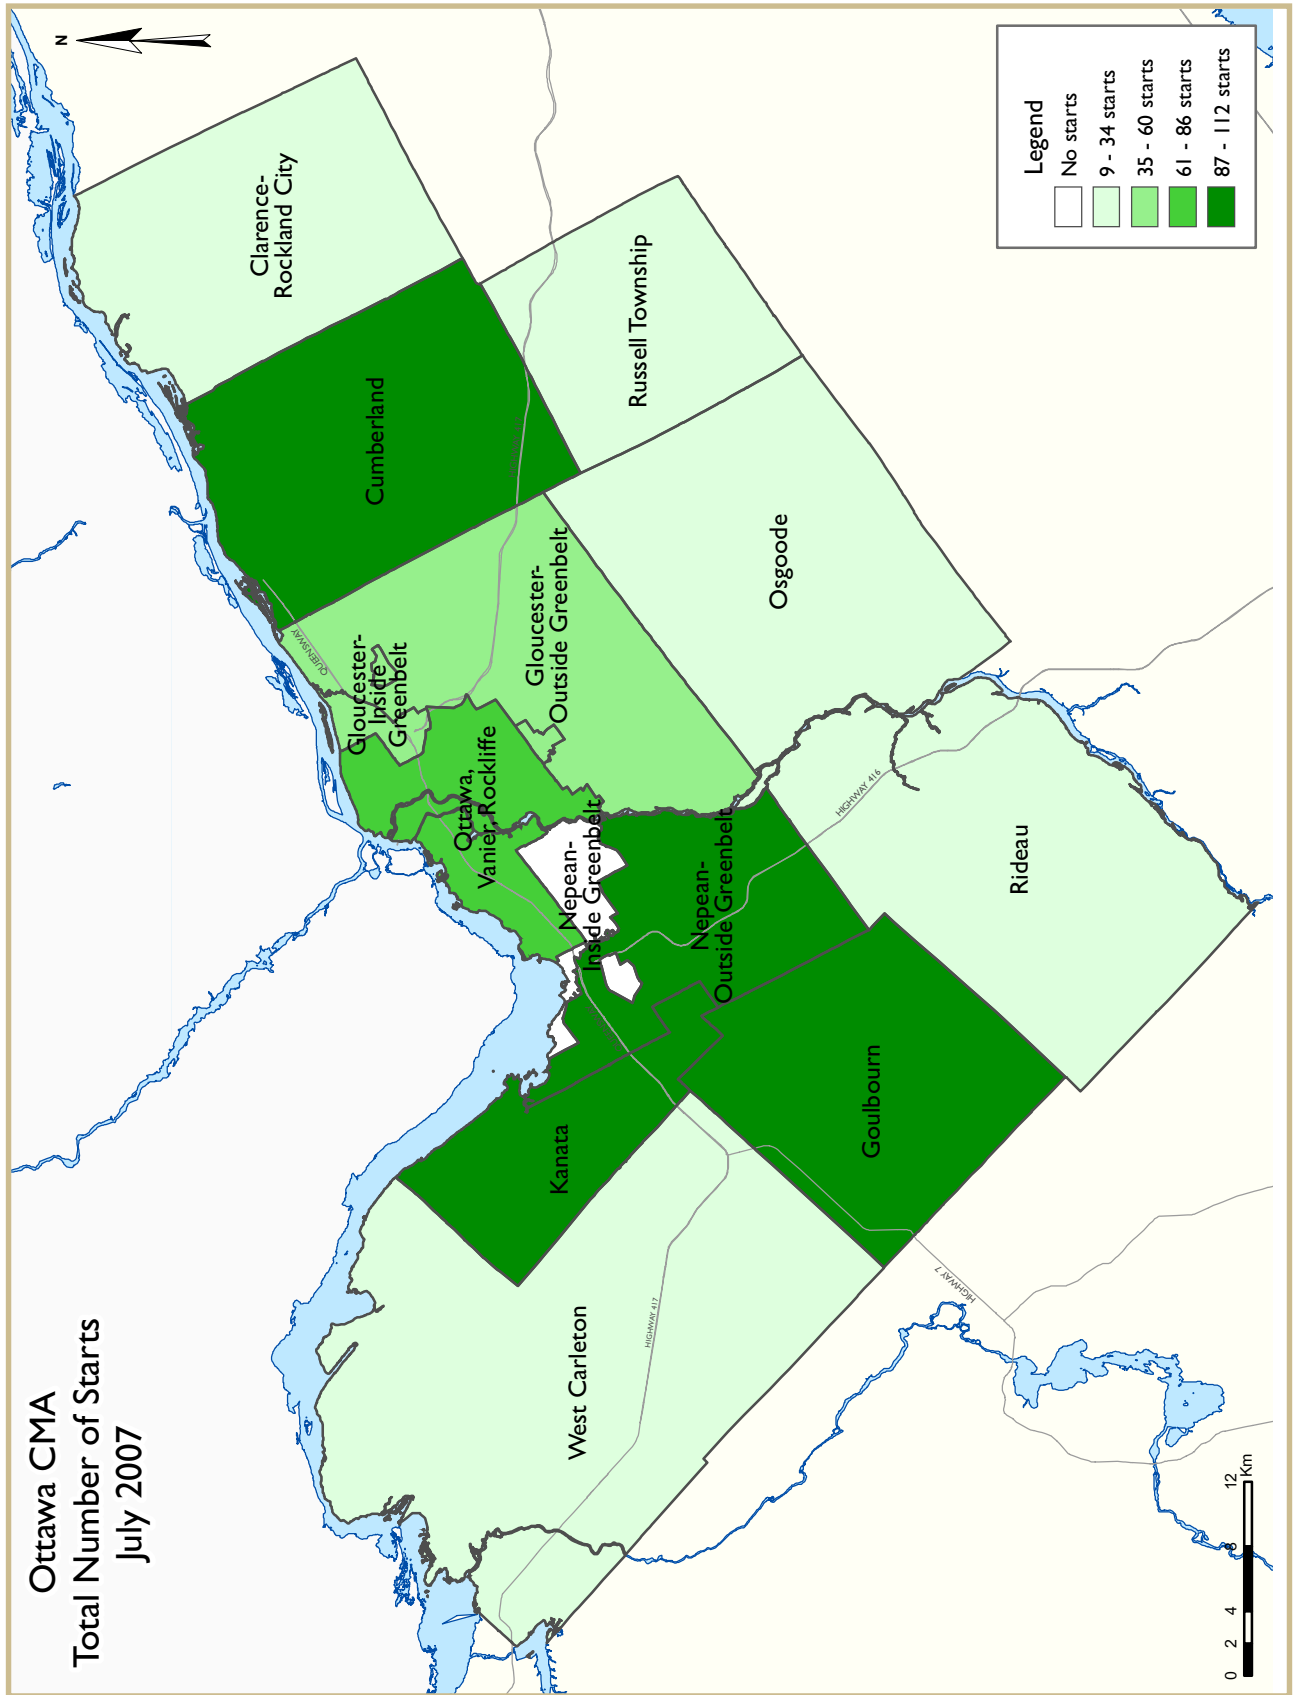 Ottawa CMA
Total Number of Starts
July 2007
N
Clarence-
Rockland City
Cumberland
Russell Township
Gloucester-
Inside
Greenbelt
QUEENSWAY
Gloucester-
Outside Greenbelt
Osgoode
Ottawa,
Vanier, Rockliffe
Nepean-
Inside Greenbelt
Nepean-
Outside Greenbelt
HIGHWAY 416
Rideau
Kanata
Goulbourn
West Carleton
HIGHWAY 417
HIGHWAY 7
Legend
No starts
9 - 34 starts
35 - 60 starts
61 - 86 starts
87 - 112 starts
0 2 4 8 12
Km